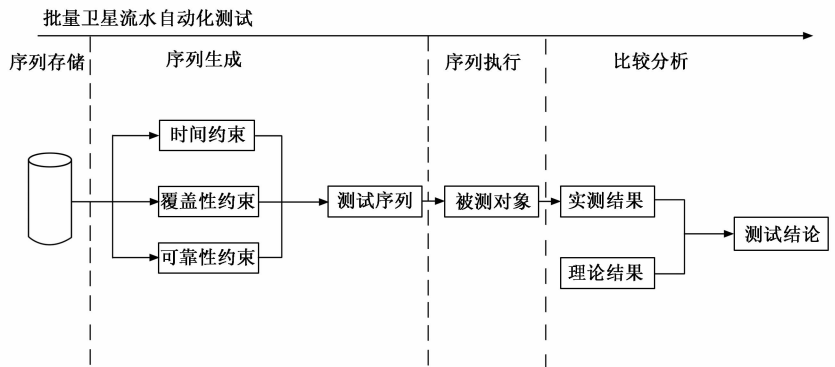 批量卫星流水自动化测试
序列存储
序列生成
序列执行
比较分析
时间约束
覆盖性约束
可靠性约束
测试序列
被测对象
实测结果
理论结果
测试结论